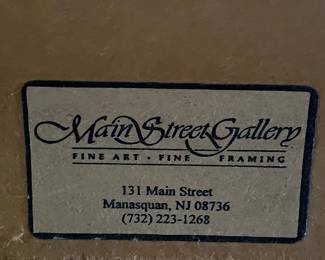 Main Street Gallery
FINE ART · FINE FRAMING
131 Main Street
Manasquan, NJ 08736
(732) 223-1268